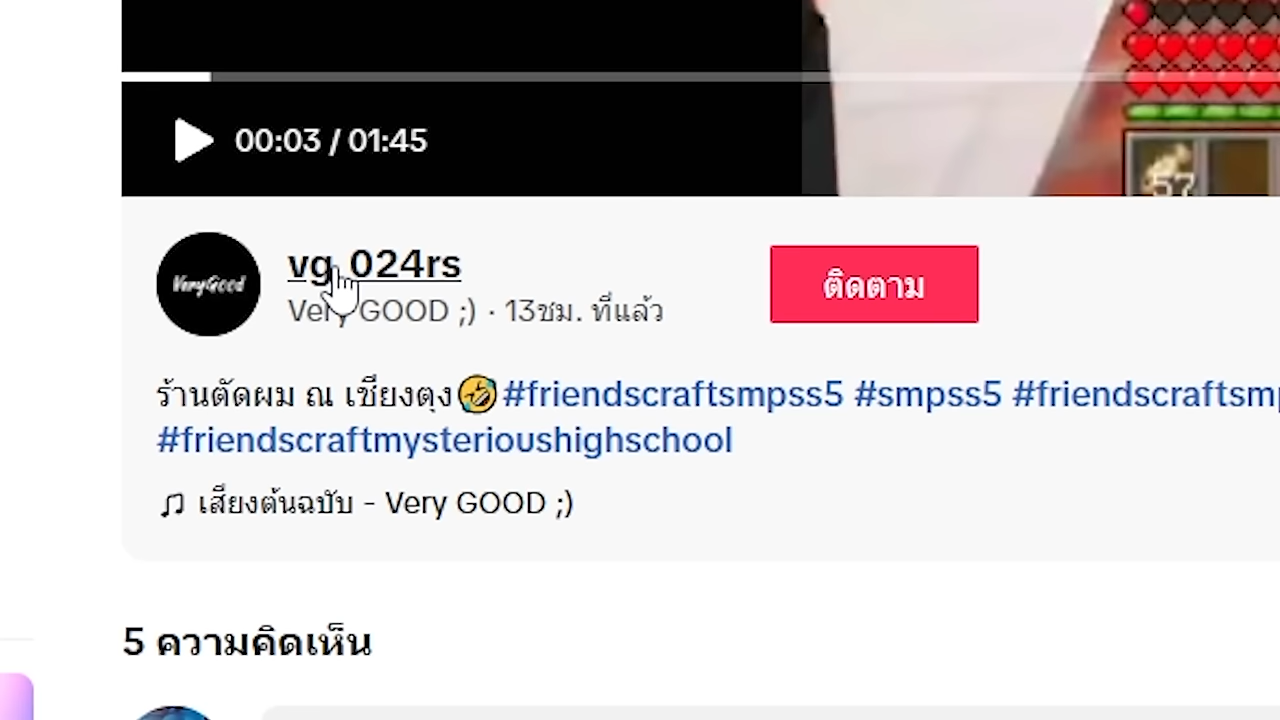 57
00:03 / 01:45
VeryGood
vg_024rs
Very GOOD ;) · 13ชม. ที่แล้ว
ติดตาม
ร้านตัดผม ณ เชียงตุง🤣#friendscraftsmpss5 #smpss5 #friendscraftsmp
#friendscraftmysterioushighschool
เสียงต้นฉบับ - Very GOOD ;)
5 ความคิดเห็น